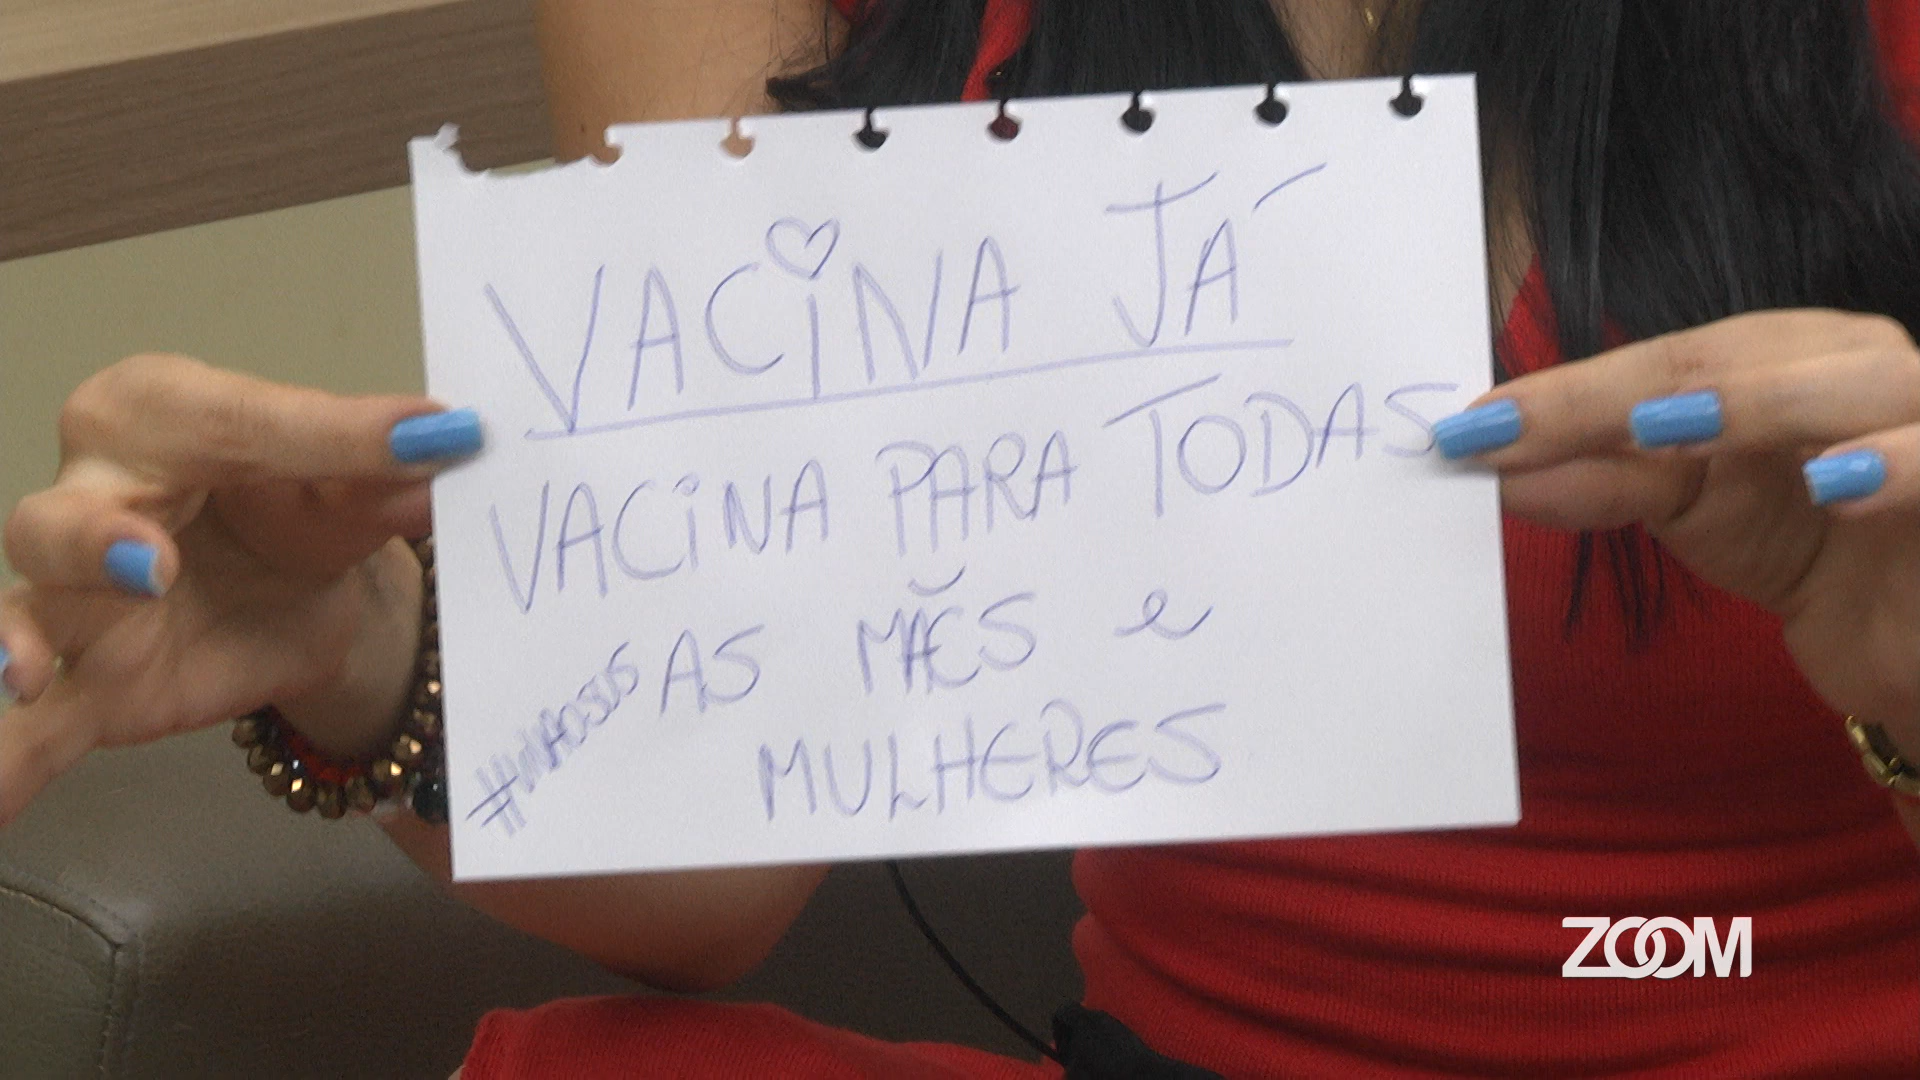 VACiNA JÁ
VACiNA PARA TODAS
AS MÃES e
MULHERES
ZOOM